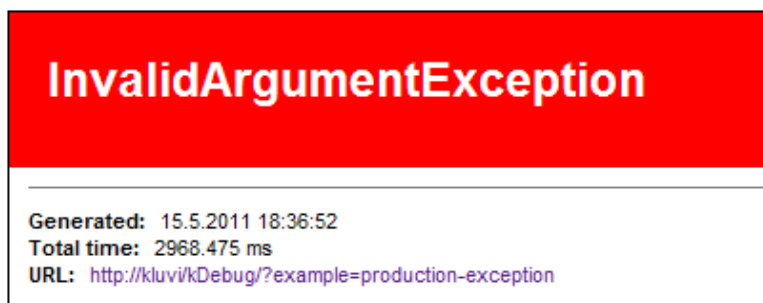 InvalidArgumentException
Generated: 15.5.2011 18:36:52
Total time: 2968.475 ms
URL: http://kluvi/kDebug/?example=production-exception